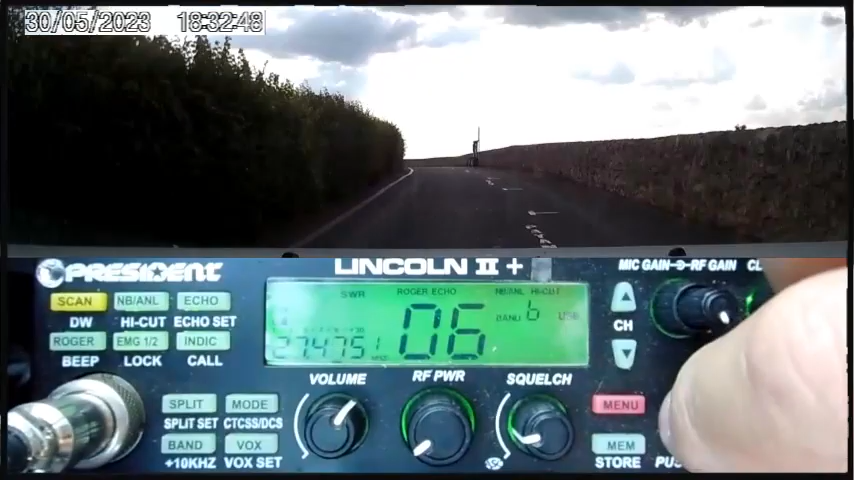 30/05/2023 18:32:48
PRESIDENT LINCOLN II + MIC GAIN RF GAIN
SCAN NB/ANL ECHO
DW HI-CUT ECHO SET
ROGER EMG 1/2 INDIC
BEEP LOCK CALL
SWR ROGER ECHO NB/ANL HI-CUT
06 BAND b USB
27.4751 MHZ
CH
VOLUME RF PWR SQUELCH
SPLIT MODE
SPLIT SET CTCSS/DCS
BAND VOX
+10KHZ VOX SET
MENU
MEM
STORE